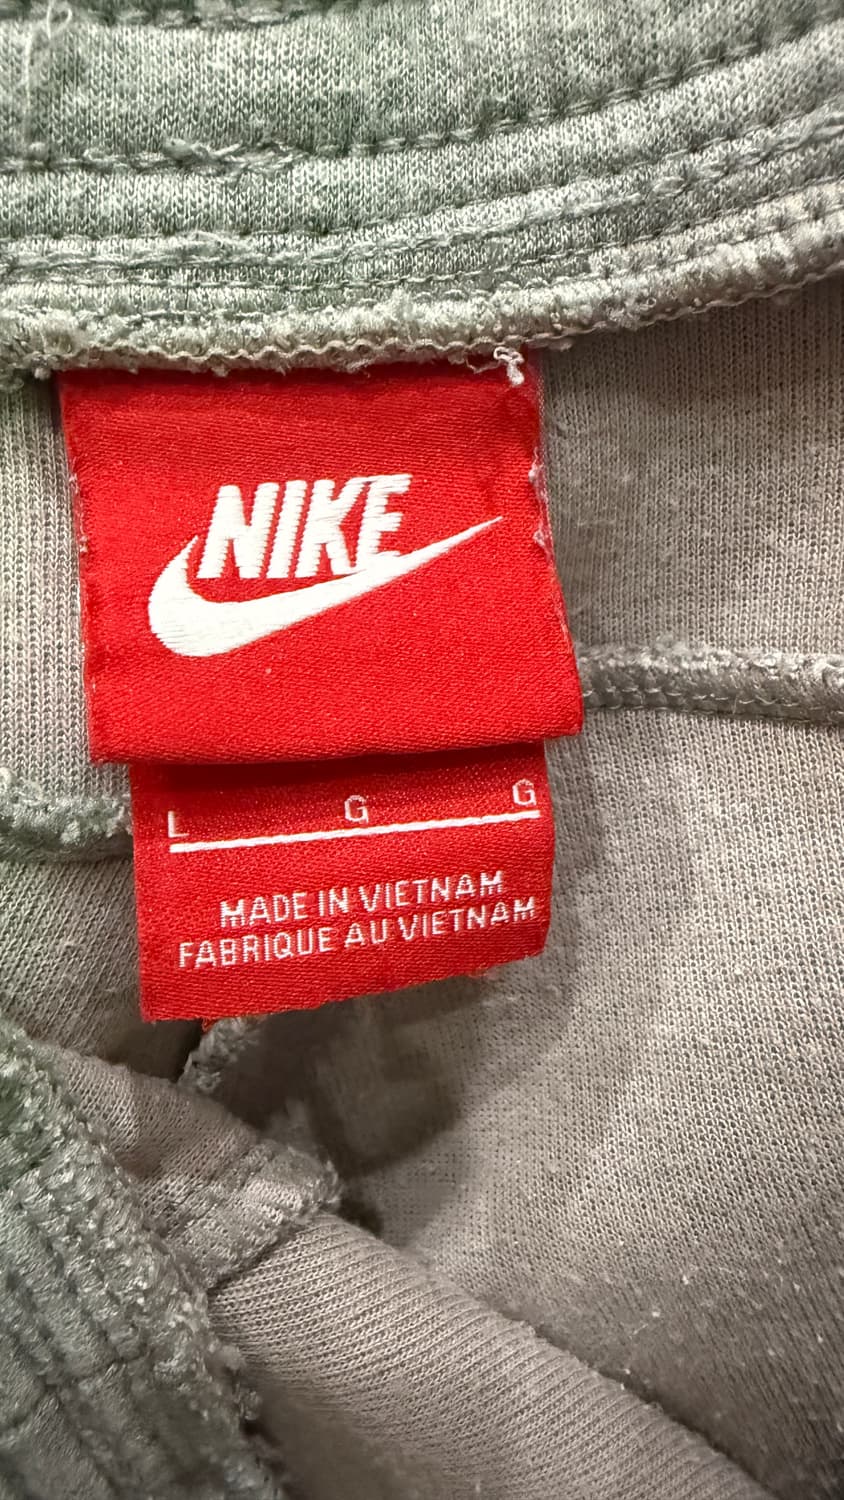 NIKE
L G G
MADE IN VIETNAM
FABRIQUE AU VIETNAM